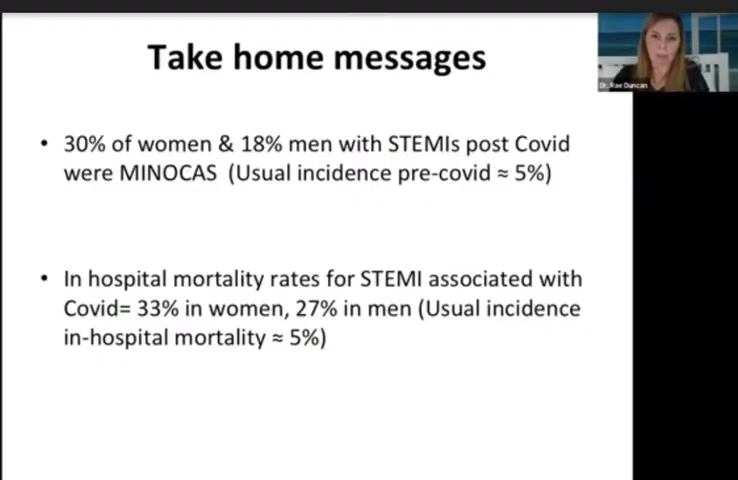 Take home messages
Dr. Rae Duncan
• 30% of women & 18% men with STEMIs post Covid
were MINOCAS (Usual incidence pre-covid ≈ 5%)
• In hospital mortality rates for STEMI associated with
Covid= 33% in women, 27% in men (Usual incidence
in-hospital mortality ≈ 5%)